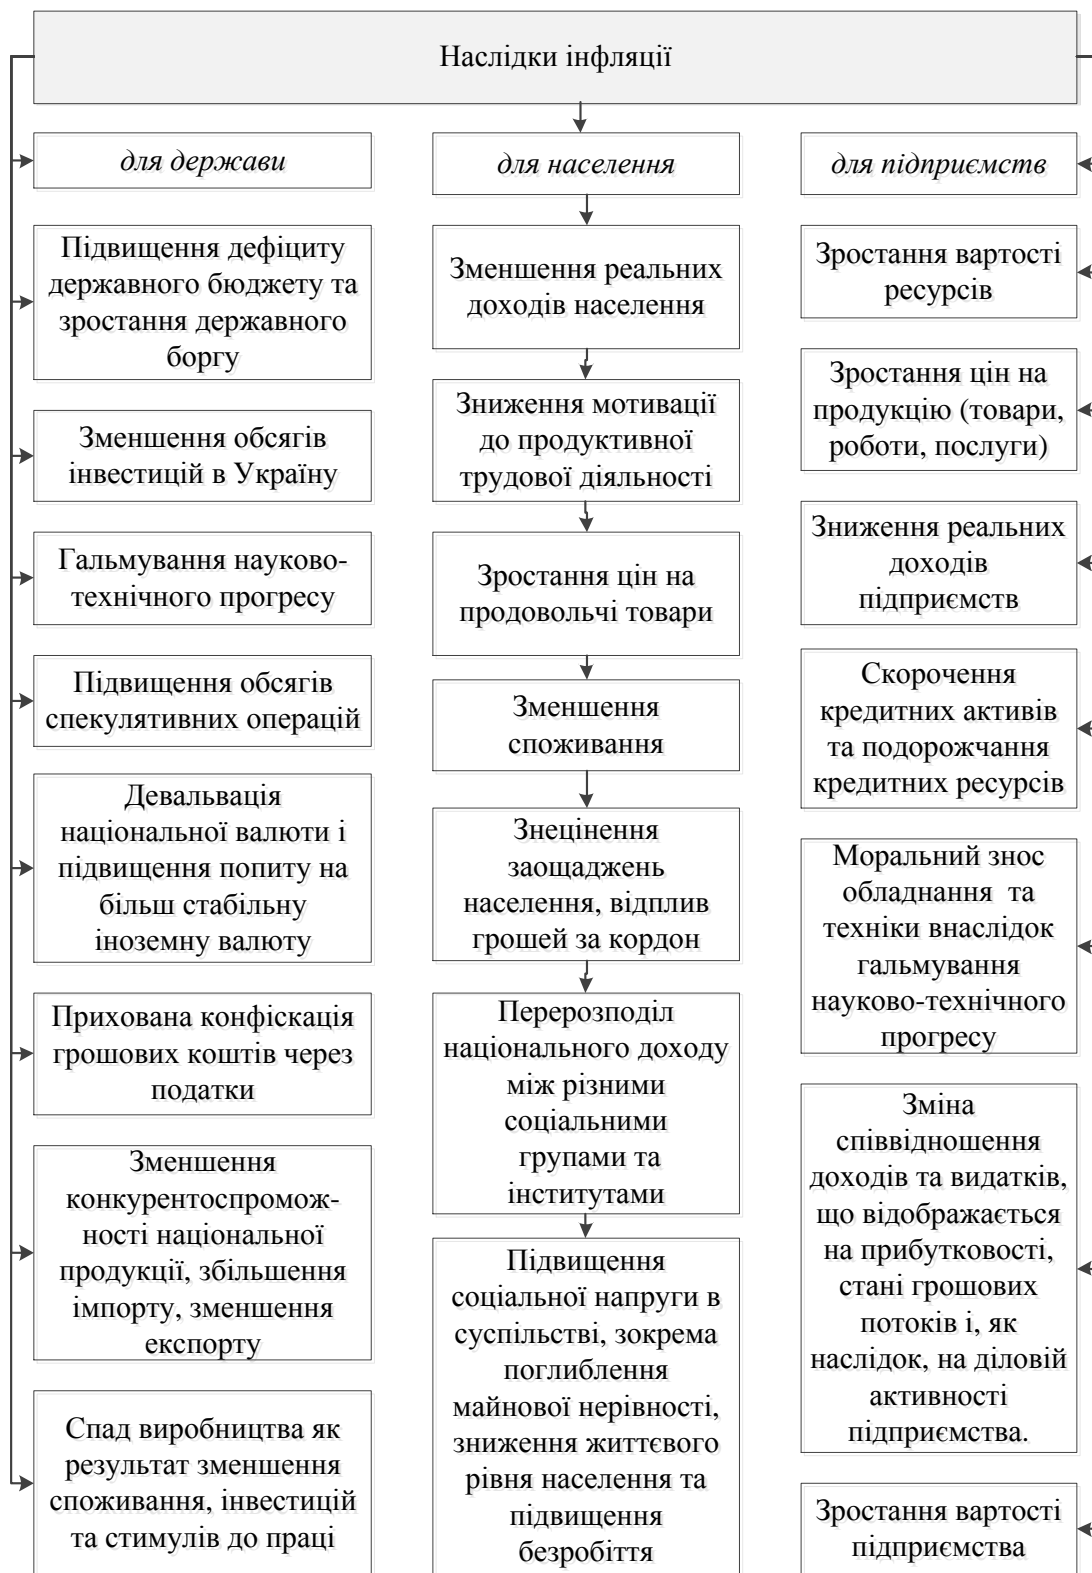 Наслідки інфляції
для держави
Підвищення дефіциту
державного бюджету та
зростання державного
боргу
Зменшення обсягів
інвестицій в Україну
Гальмування науково-
технічного прогресу
Підвищення обсягів
спекулятивних операцій
Девальвація
національної валюти і
підвищення попиту на
більш стабільну
іноземну валюту
Прихована конфіскація
грошових коштів через
податки
Зменшення
конкурентоспромож-
ності національної
продукції, збільшення
імпорту, зменшення
експорту
Спад виробництва як
результат зменшення
споживання, інвестицій
та стимулів до праці
для населення
Зменшення реальних
доходів населення
Зниження мотивації
до продуктивної
трудової діяльності
Зростання цін на
продовольчі товари
Зменшення
споживання
Знецінення
заощаджень
населення, відплив
грошей за кордон
Перерозподіл
національного доходу
між різними
соціальними
групами та
інститутами
Підвищення
соціальної напруги в
суспільстві, зокрема
поглиблення
майнової нерівності,
зниження життєвого
рівня населення та
підвищення
безробіття
для підприємств
Зростання вартості
ресурсів
Зростання цін на
продукцію (товари,
роботи, послуги)
Зниження реальних
доходів
підприємств
Скорочення
кредитних активів
та подорожчання
кредитних ресурсів
Моральний знос
обладнання  та
техніки внаслідок
гальмування
науково-технічного
прогресу
Зміна
співвідношення
доходів та видатків,
що відображається
на прибутковості,
стані грошових
потоків і, як
наслідок, на діловій
активності
підприємства.
Зростання вартості
підприємства